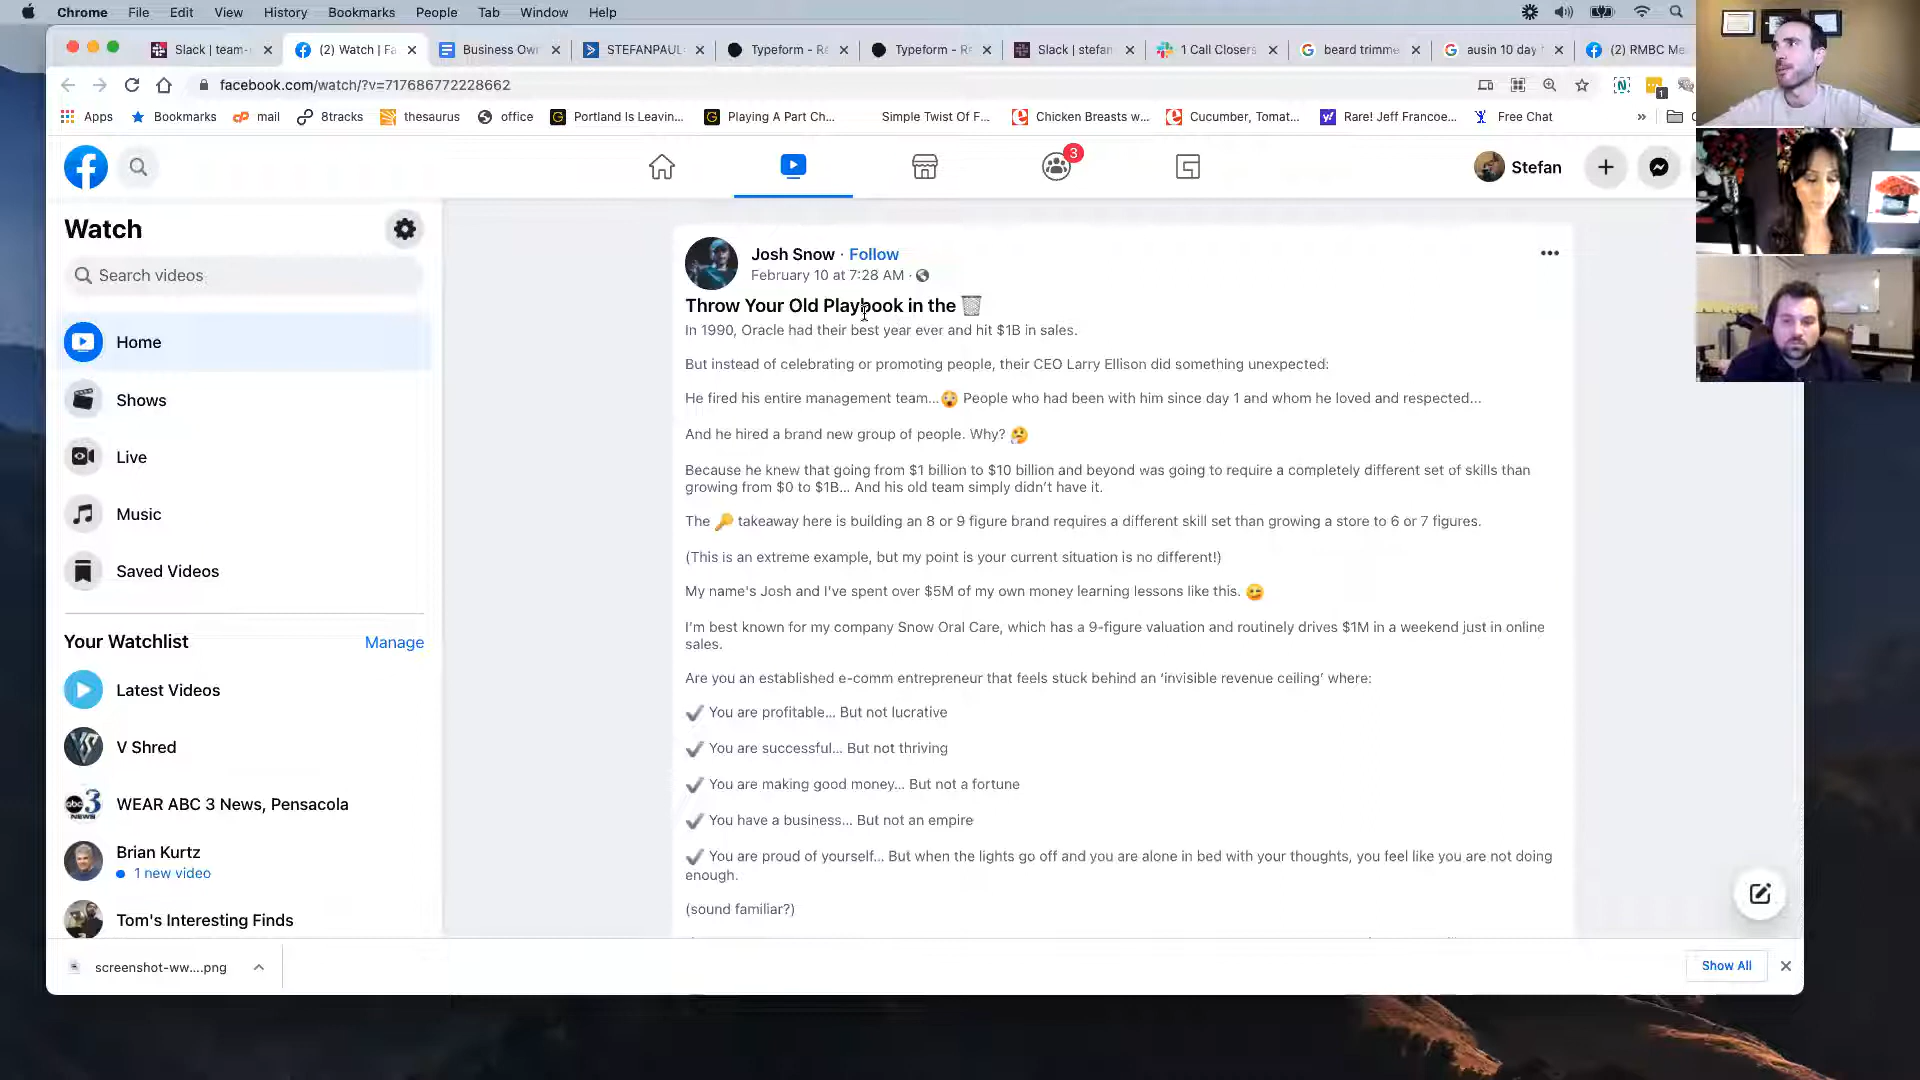 Chrome File Edit View History Bookmarks People Tab Window Help
Slack | team-
(2) Watch | Fa
Business Own
STEFANPAUL
Typeform - Re
Typeform - Re
Slack | stefan
1 Call Closers
beard trimme
ausin 10 day
(2) RMBC Me
facebook.com/watch/?v=717686772228662
1
Apps
Bookmarks
mail
8tracks
thesaurus
office
Portland Is Leavin...
Playing A Part Ch...
Simple Twist Of F...
Chicken Breasts w...
Cucumber, Tomat...
Rare! Jeff Francoe...
Free Chat
»
3
Stefan
Watch
Search videos
Home
Shows
Live
Music
Saved Videos
Your Watchlist
Manage
Latest Videos
V Shred
WEAR ABC 3 News, Pensacola
Brian Kurtz
1 new video
Tom's Interesting Finds
Josh Snow · Follow
February 10 at 7:28 AM ·
Throw Your Old Playbook in the 🗑️
In 1990, Oracle had their best year ever and hit $1B in sales.
But instead of celebrating or promoting people, their CEO Larry Ellison did something unexpected:
He fired his entire management team...😲 People who had been with him since day 1 and whom he loved and respected...
And he hired a brand new group of people. Why? 🤔
Because he knew that going from $1 billion to $10 billion and beyond was going to require a completely different set of skills than
growing from $0 to $1B... And his old team simply didn't have it.
The 🔑 takeaway here is building an 8 or 9 figure brand requires a different skill set than growing a store to 6 or 7 figures.
(This is an extreme example, but my point is your current situation is no different!)
My name's Josh and I've spent over $5M of my own money learning lessons like this. 😉
I'm best known for my company Snow Oral Care, which has a 9-figure valuation and routinely drives $1M in a weekend just in online
sales.
Are you an established e-comm entrepreneur that feels stuck behind an 'invisible revenue ceiling' where:
✔ You are profitable... But not lucrative
✔ You are successful... But not thriving
✔ You are making good money... But not a fortune
✔ You have a business... But not an empire
✔ You are proud of yourself... But when the lights go off and you are alone in bed with your thoughts, you feel like you are not doing
enough.
(sound familiar?)
screenshot-ww....png
Show All